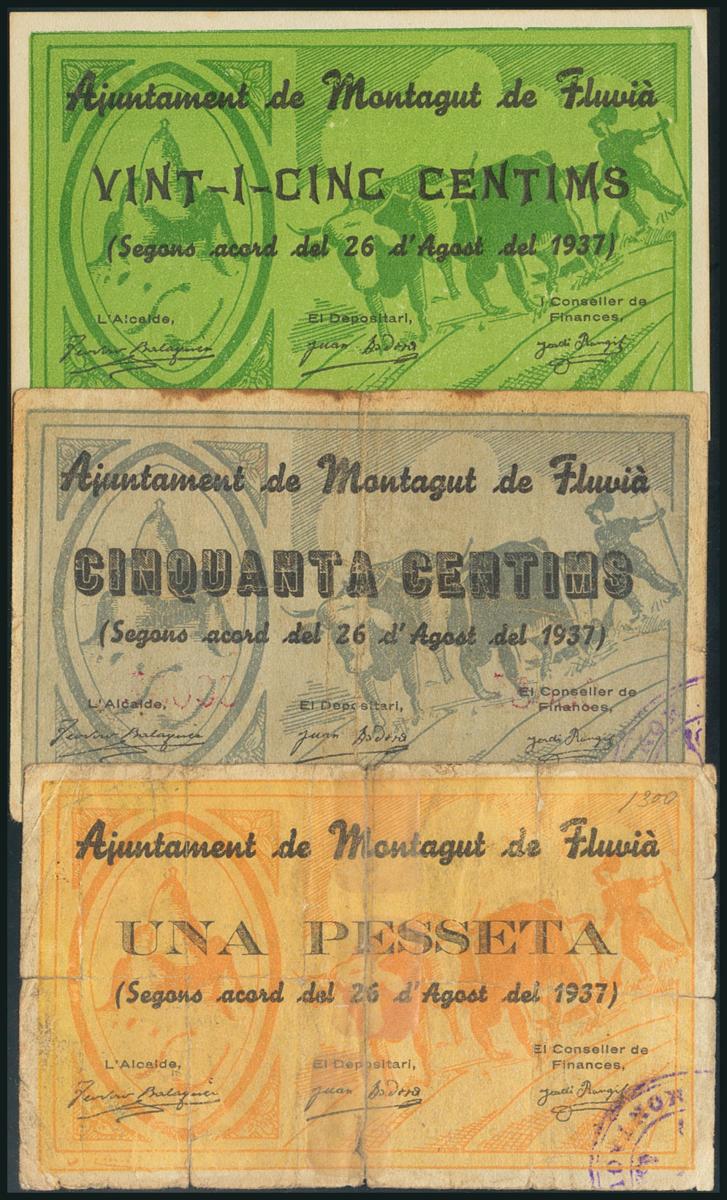 Ajuntament de Montagut de Fluvià
VINT-I-CINC CENTIMS
(Segons acord del 26 d'Agost del 1937)
L'Alcalde, El Depositari, l Conseller de
Finances,
Ajuntament de Montagut de Fluvià
CINQUANTA CENTIMS
(Segons acord del 26 d'Agost del 1937)
L'Alcalde, El Depositari, El Conseller de
Finances,
1300
Ajuntament de Montagut de Fluvià
UNA PESSETA
(Segons acord del 26 d'Agost del 1937)
L'Alcalde, El Depositari, El Conseller de
Finances,